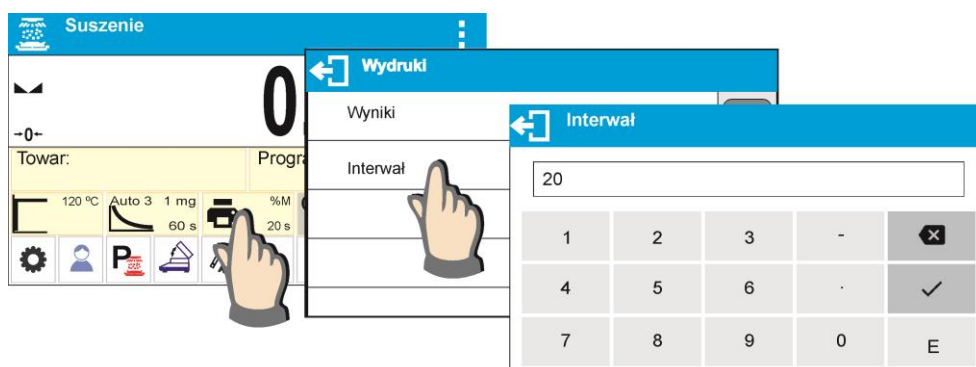 Suszenie
0
→0←
Towar:
Progra
120 °C
Auto 3 1 mg
60 s
%M
20 s
P
Wydruki
Wyniki
Interwał
Interwał
20
1 2 3 -
4 5 6 .
7 8 9 0 E